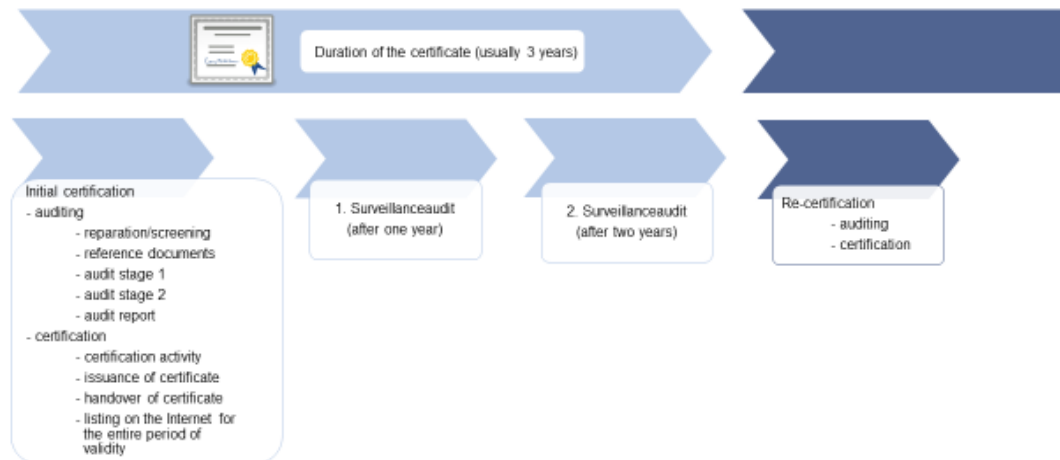 Duration of the certificate (usually 3 years)
Initial certification
- auditing
- reparation/screening
- reference documents
- audit stage 1
- audit stage 2
- audit report
- certification
- certification activity
- issuance of certificate
- handover of certificate
- listing on the Internet for
the entire period of
validity
1. Surveillanceaudit
(after one year)
2. Surveillanceaudit
(after two years)
Re-certification
- auditing
- certification